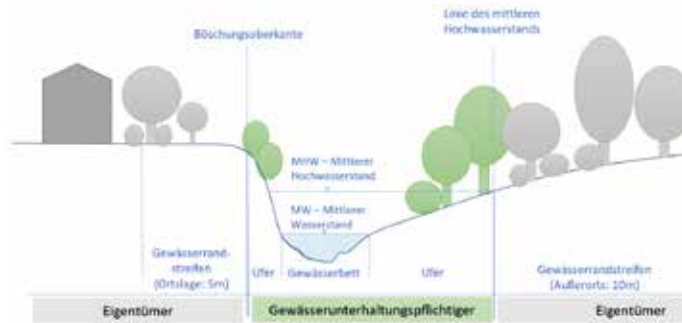 Linie des mittleren
Hochwasserstands
Böschungsoberkante
MHW – Mittlerer
Hochwasserstand
MW – Mittlerer
Wasserstand
Gewässerrand-
streifen
(Ortslage: 5m)
Ufer
Gewässerbett
Ufer
Gewässerrandstreifen
(Außerorts: 10m)
Eigentümer
Gewässerunterhaltungspflichtiger
Eigentümer